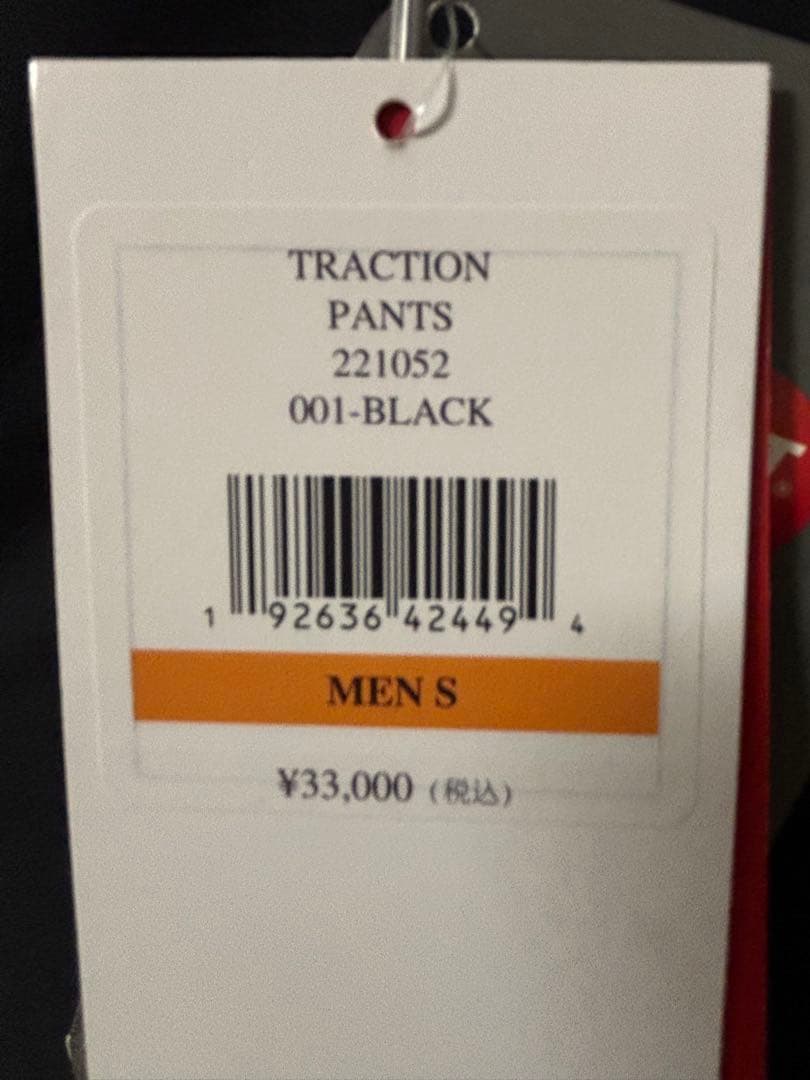 TRACTION
PANTS
221052
001-BLACK
1 92636 42449 4
MEN S
¥33,000 (税込)